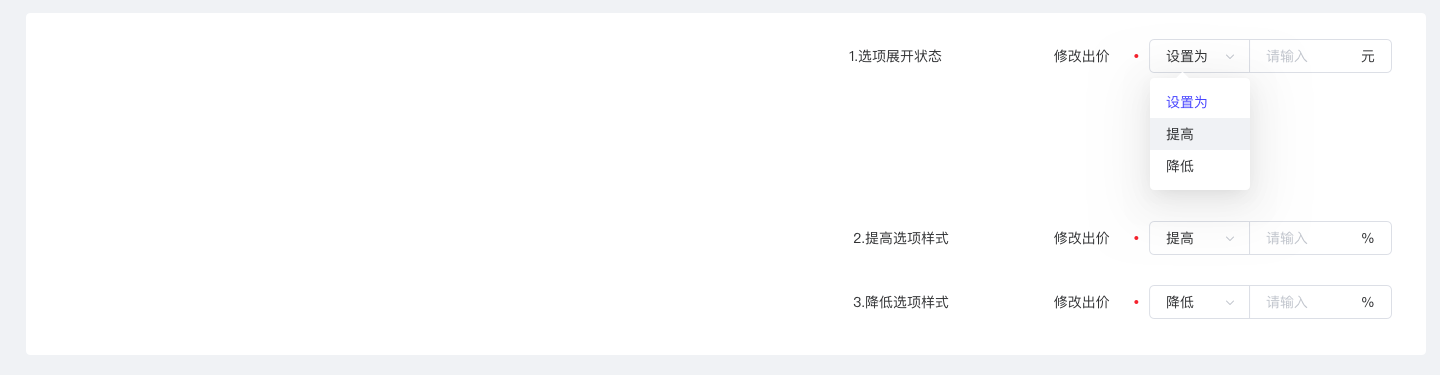 1.选项展开状态 修改出价 设置为 请输入 元
设置为
提高
降低
2.提高选项样式 修改出价 提高 请输入 %
3.降低选项样式 修改出价 降低 请输入 %